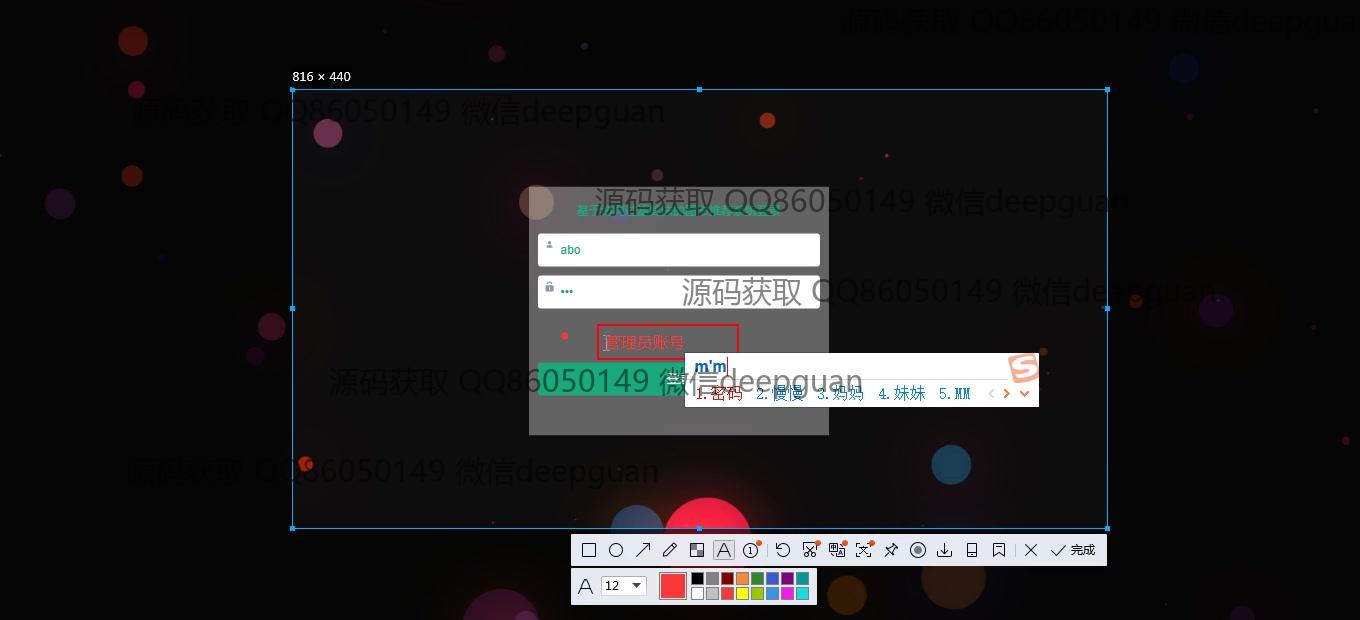 源码获取 QQ86050149 微信deepgua
816 × 440
源码获取 QQ86050149 微信deepguan
源码获取 QQ86050149 微信deepguan
基于
abo
•••
源码获取 QQ86050149 微信deepguan
管理员账号
m'm
源码获取 QQ86050149 微信deepguan
1.密码 2.慢慢 3.妈妈 4.妹妹 5.MM
源码获取 QQ86050149 微信deepguan
完成
A 12